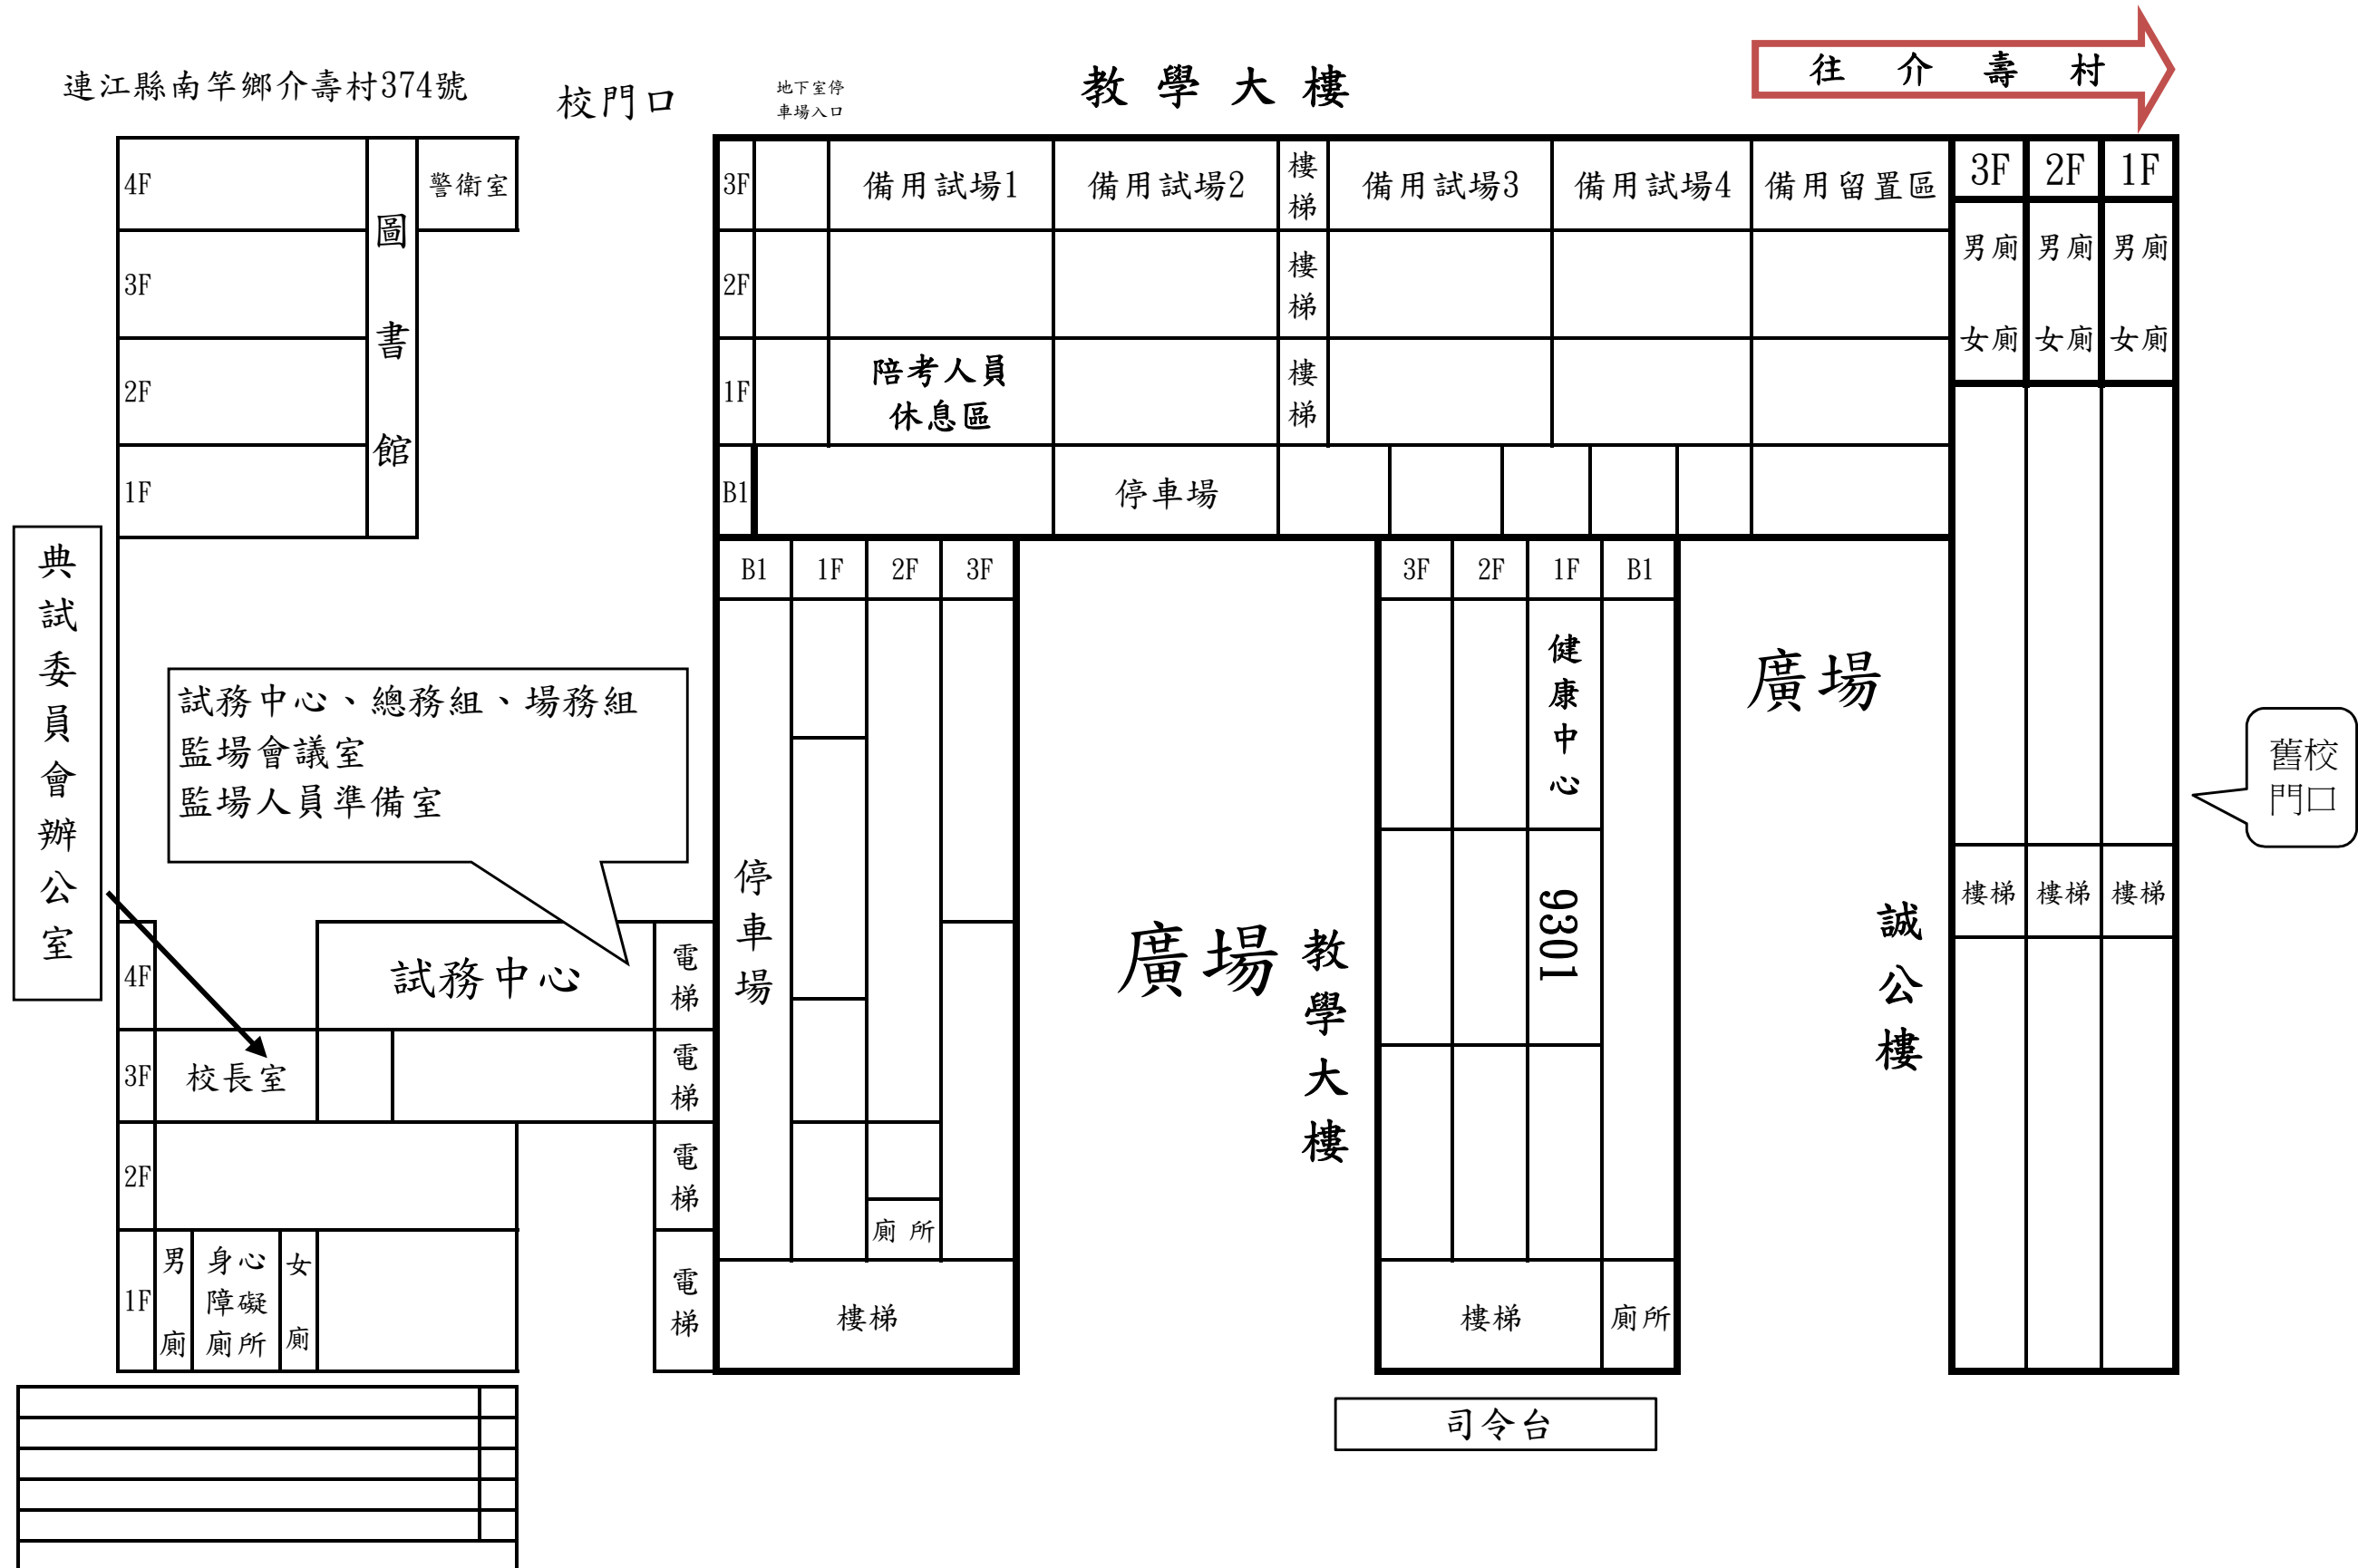 連江縣南竿鄉介壽村374號
校門口
地下室停
車場入口
教學大樓
往介壽村
4F
圖書館
警衛室
3F
2F
1F
3F
備用試場1
備用試場2
樓梯
備用試場3
備用試場4
備用留置區
2F
樓梯
1F
陪考人員
休息區
樓梯
B1
停車場
3F
2F
1F
男廁
男廁
男廁
女廁
女廁
女廁
樓梯
樓梯
樓梯
典試委員會辦公室
試務中心、總務組、場務組
監場會議室
監場人員準備室
4F
試務中心
電梯
3F
校長室
電梯
2F
電梯
1F
男廁
身心
障礙
廁所
女廁
電梯
B1
1F
2F
3F
停車場
廁所
樓梯
廣場
教學大樓
3F
2F
1F
B1
健康中心
9301
樓梯
廁所
廣場
誠公樓
舊校
門口
司令台